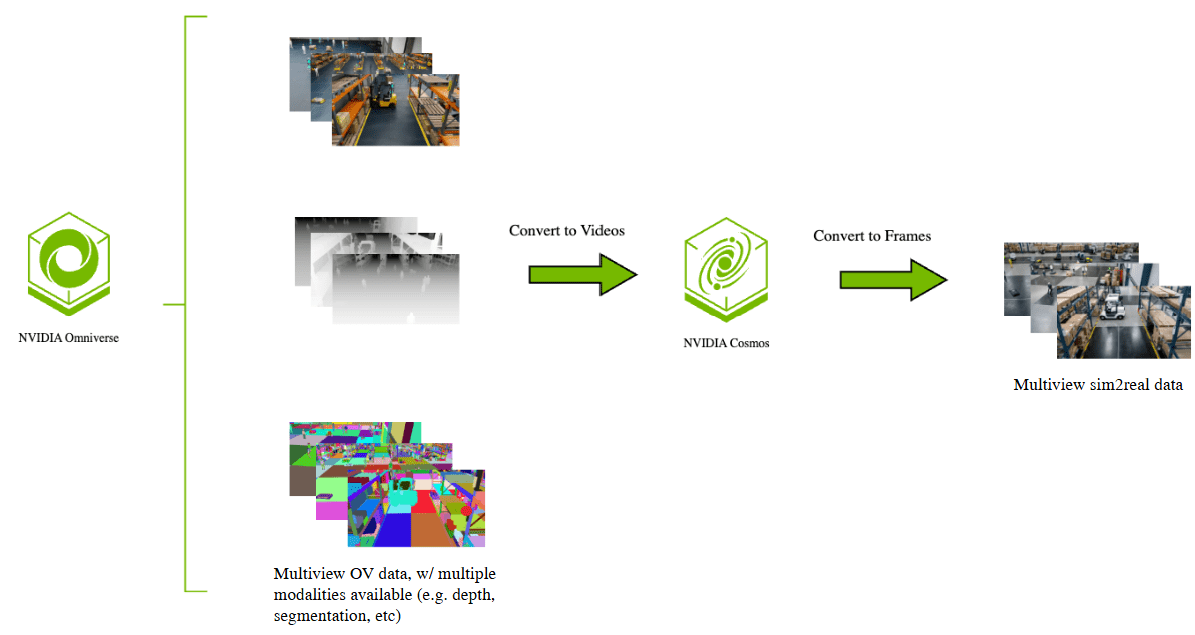 NVIDIA Omniverse
Convert to Videos
NVIDIA Cosmos
Convert to Frames
Multiview sim2real data
Multiview OV data, w/ multiple
modalities available (e.g. depth,
segmentation, etc)